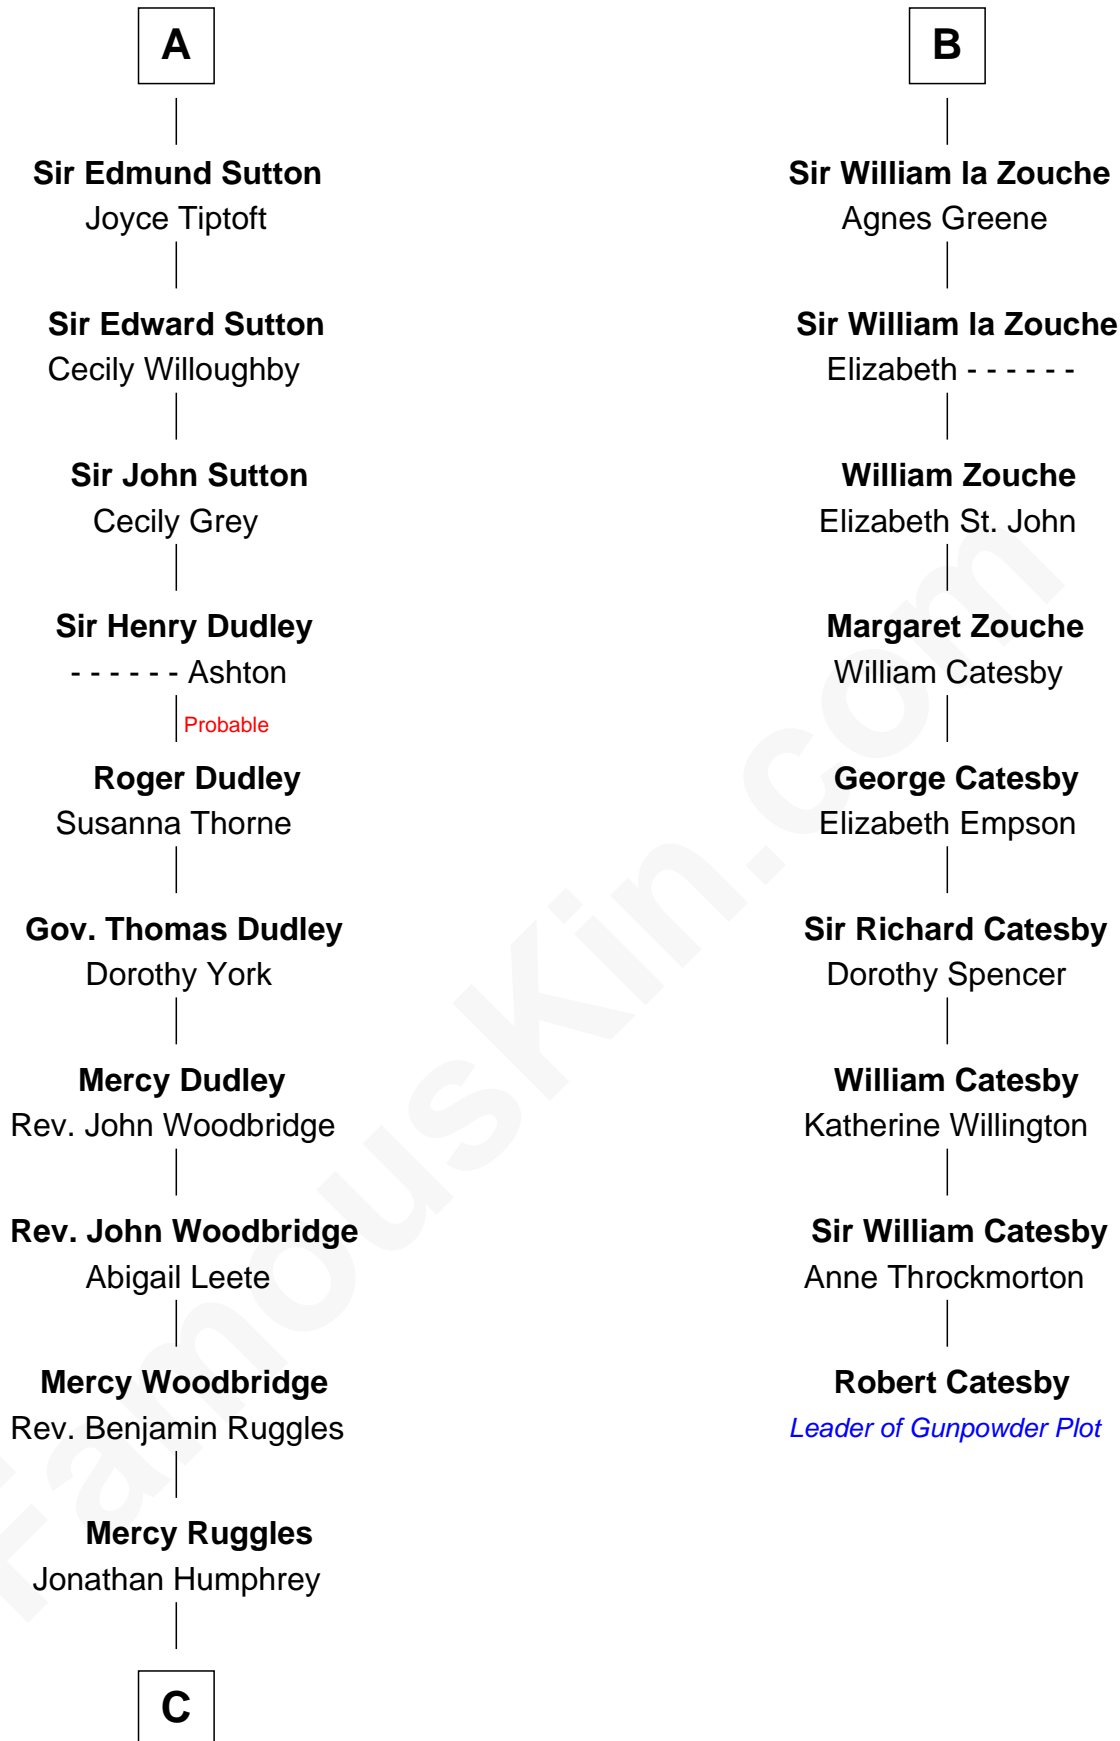 A
Sir Edmund Sutton
Joyce Tiptoft
Sir Edward Sutton
Cecily Willoughby
Sir John Sutton
Cecily Grey
Sir Henry Dudley
- - - - - - Ashton
Probable
Roger Dudley
Susanna Thorne
Gov. Thomas Dudley
Dorothy York
Mercy Dudley
Rev. John Woodbridge
Rev. John Woodbridge
Abigail Leete
Mercy Woodbridge
Rev. Benjamin Ruggles
Mercy Ruggles
Jonathan Humphrey
C
B
Sir William la Zouche
Agnes Greene
Sir William la Zouche
Elizabeth - - - - - -
William Zouche
Elizabeth St. John
Margaret Zouche
William Catesby
George Catesby
Elizabeth Empson
Sir Richard Catesby
Dorothy Spencer
William Catesby
Katherine Willington
Sir William Catesby
Anne Throckmorton
Robert Catesby
Leader of Gunpowder Plot
FamousKin.com